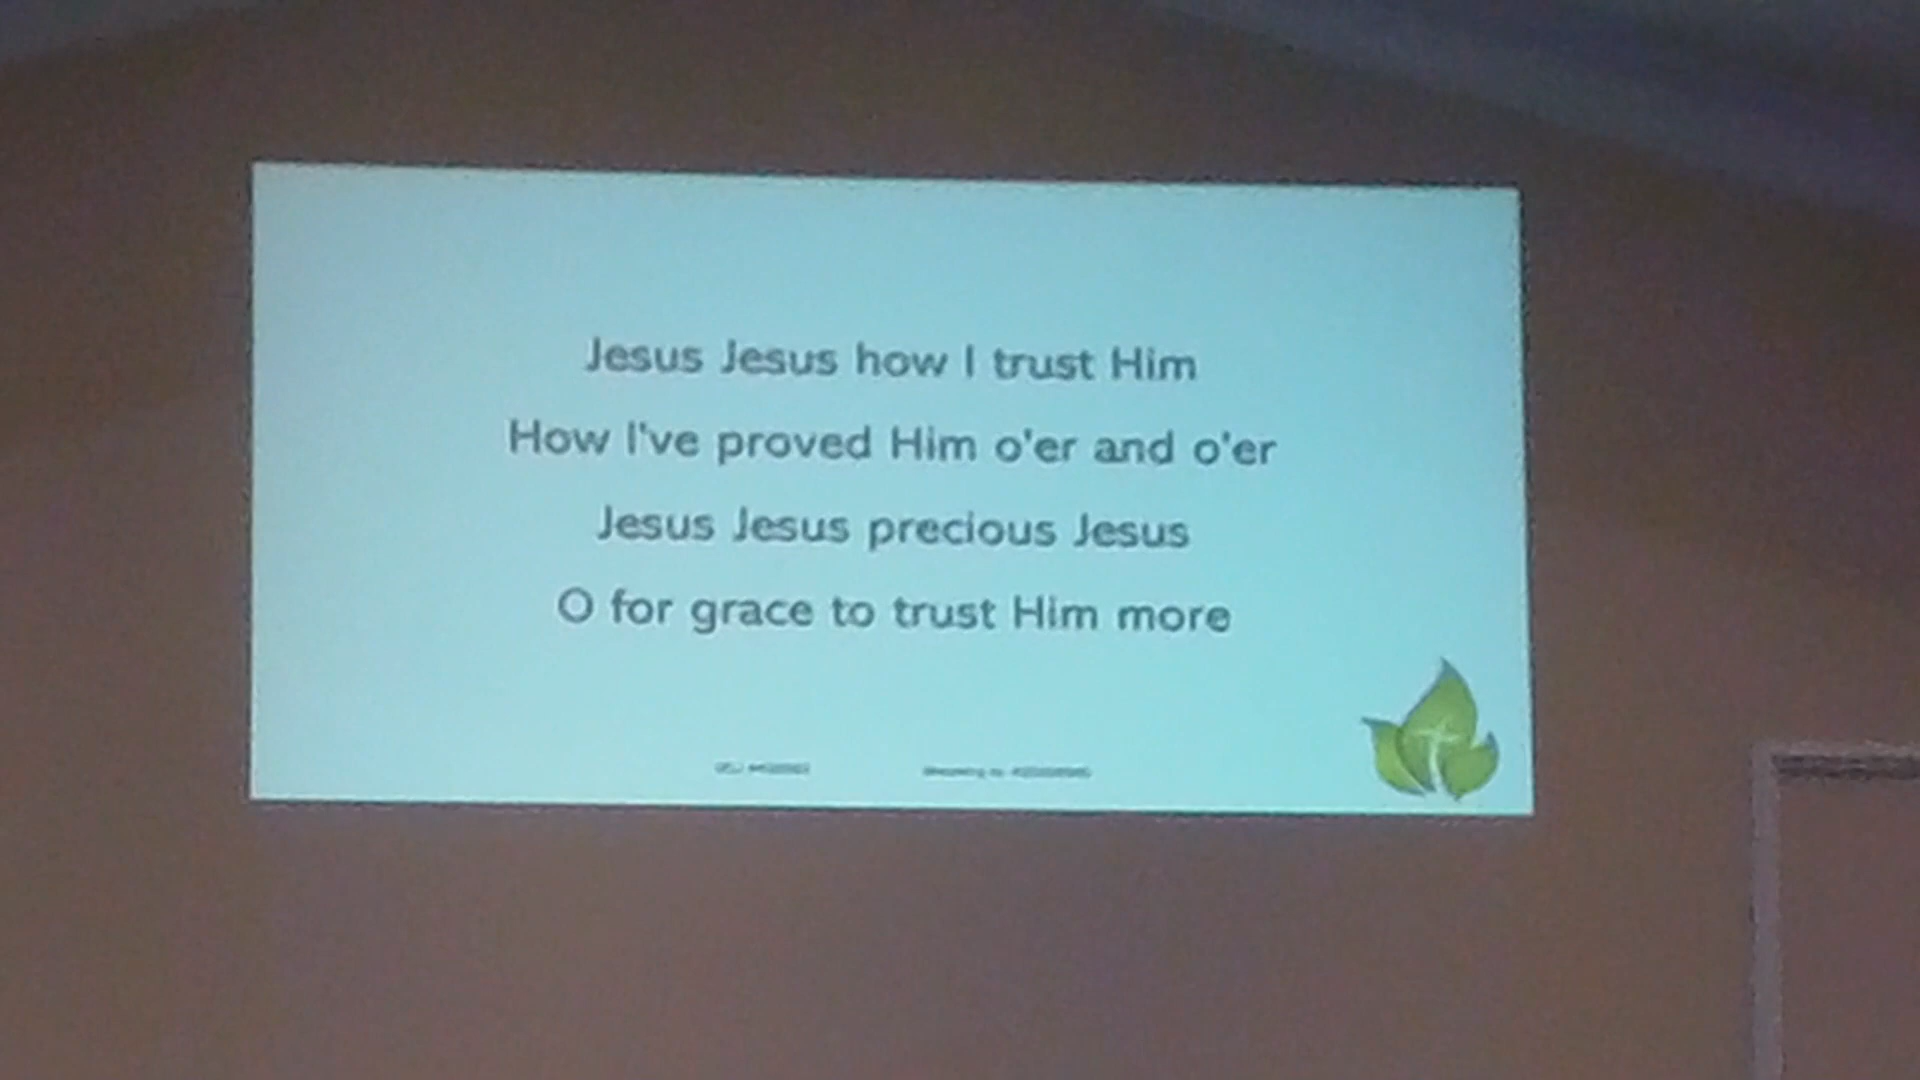 Jesus Jesus how I trust Him
How I've proved Him o'er and o'er
Jesus Jesus precious Jesus
O for grace to trust Him more